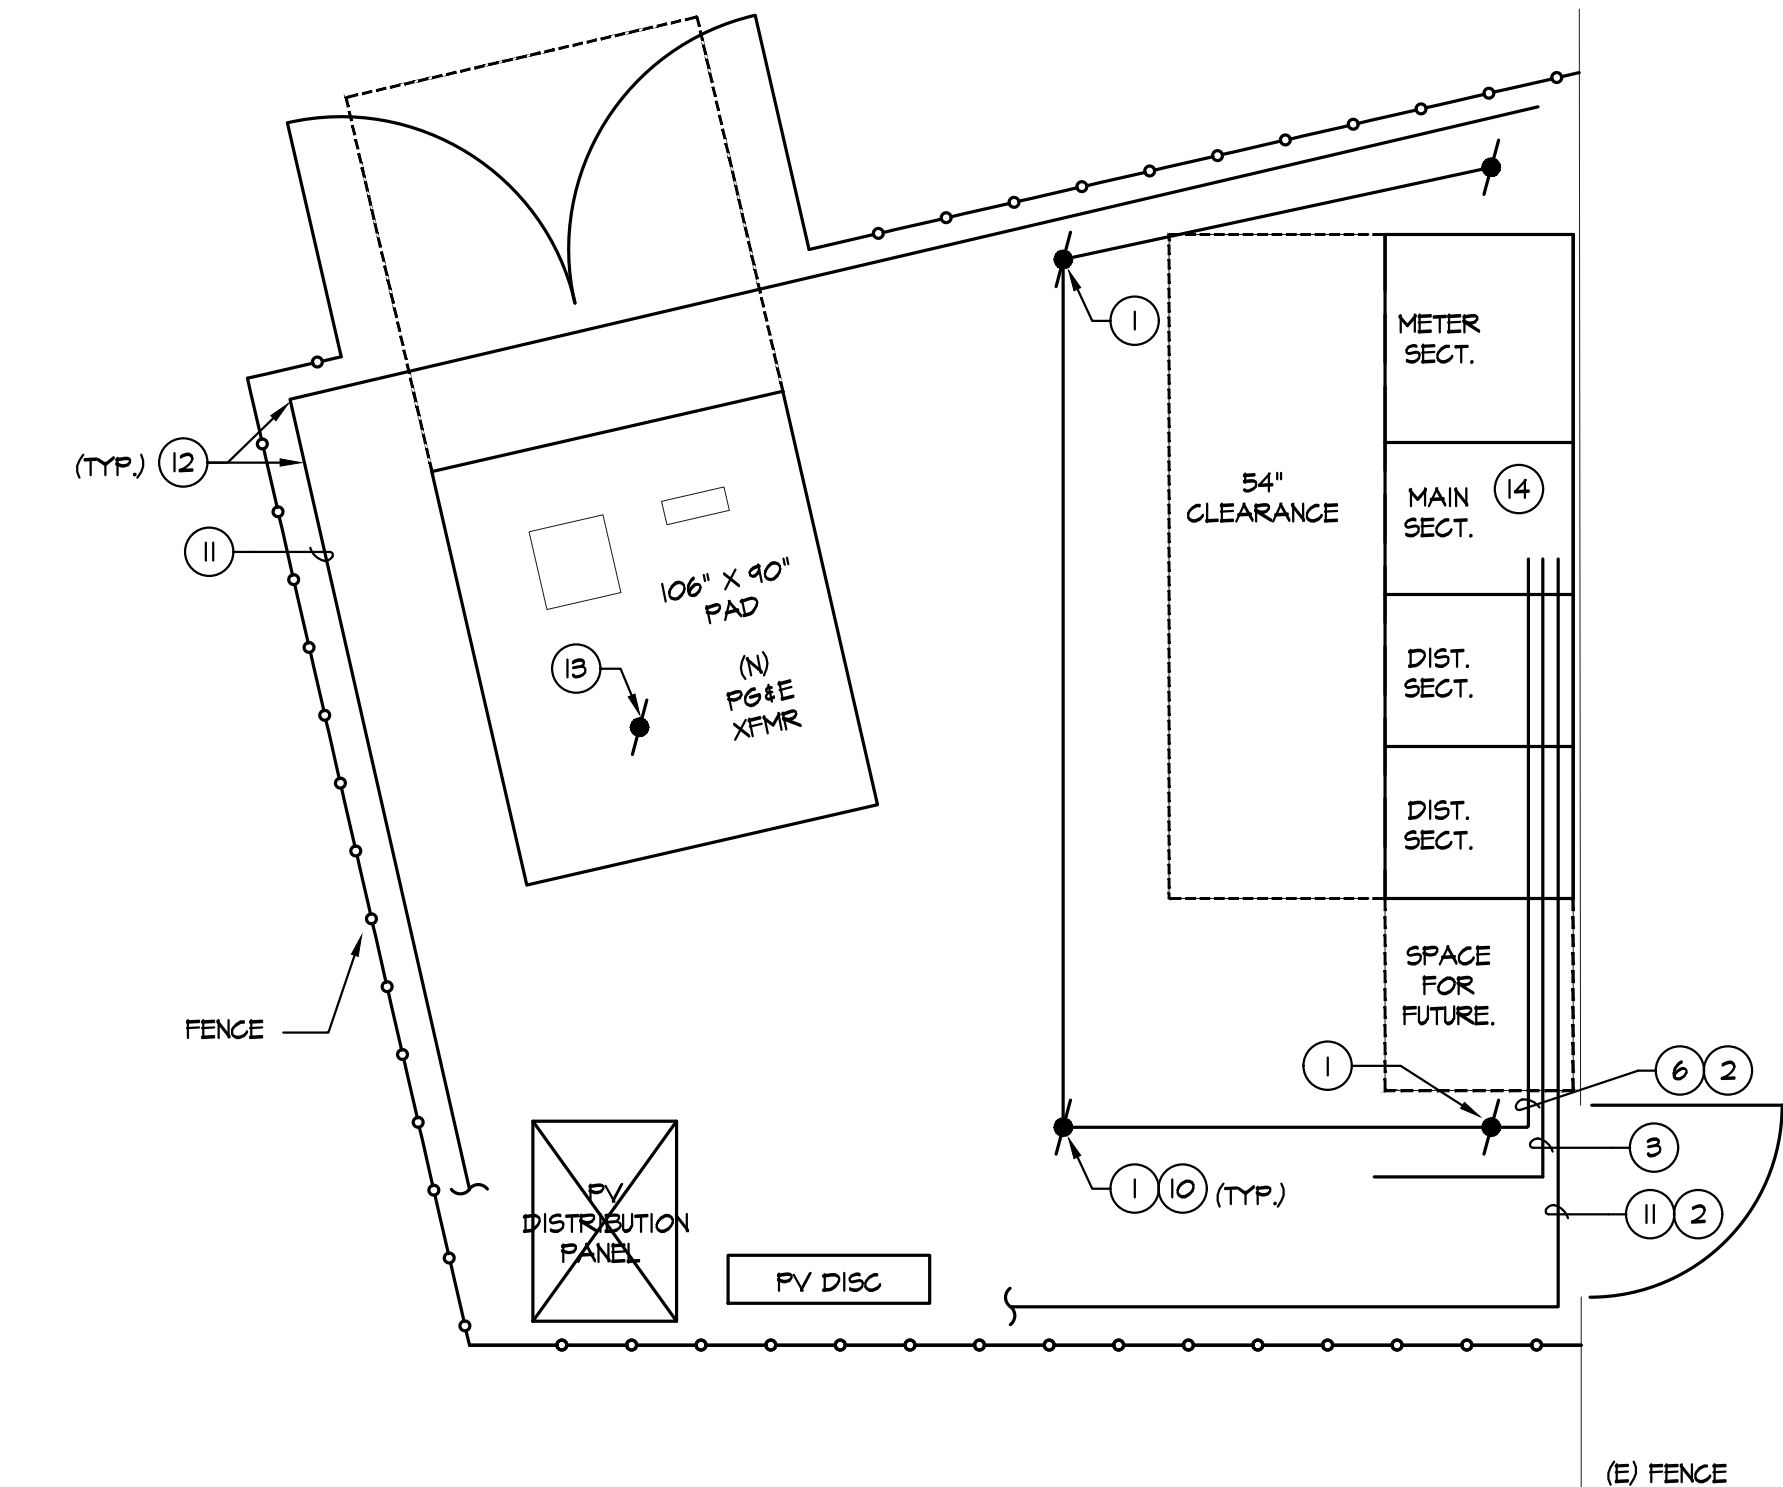 1
METER
SECT.
(TYP.) 12
54"
CLEARANCE
MAIN
SECT.
14
11
106" X 90"
PAD
13
(N)
PG&E
XFMR
DIST.
SECT.
DIST.
SECT.
SPACE
FOR
FUTURE.
FENCE
1
6 2
3
1 10 (TYP.)
11 2
PV
DISTRIBUTION
PANEL
PV DISC
(E) FENCE